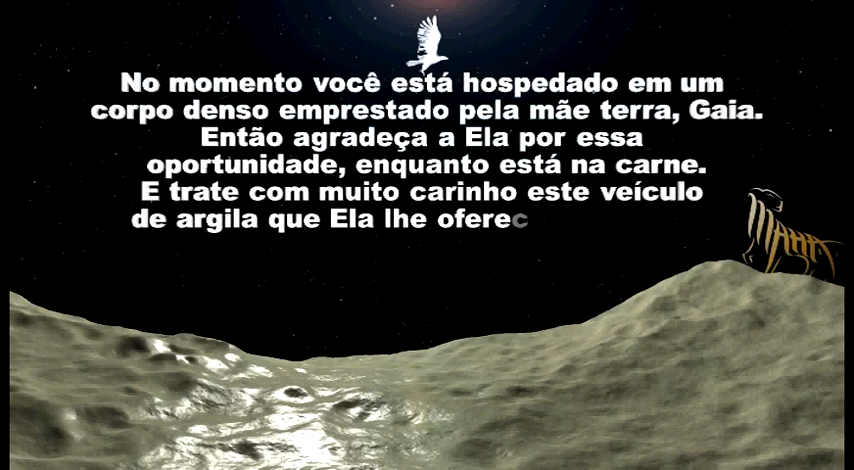 No momento você está hospedado em um
corpo denso emprestado pela mãe terra, Gaia.
Então agradeça a Ela por essa
oportunidade, enquanto está na carne.
E trate com muito carinho este veículo
de argila que Ela lhe oferec